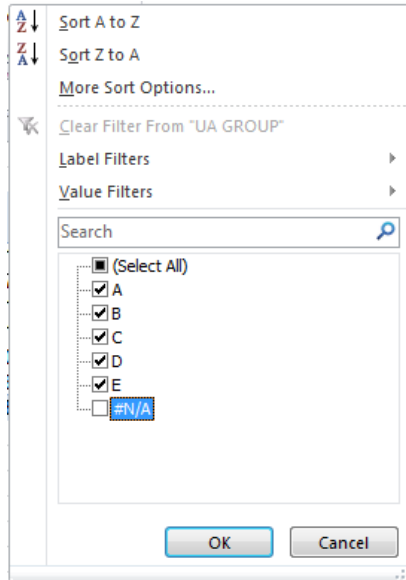 Sort A to Z
Sort Z to A
More Sort Options...
Clear Filter From "UA GROUP"
Label Filters
Value Filters
Search
(Select All)
A
B
C
D
E
#N/A
OK
Cancel